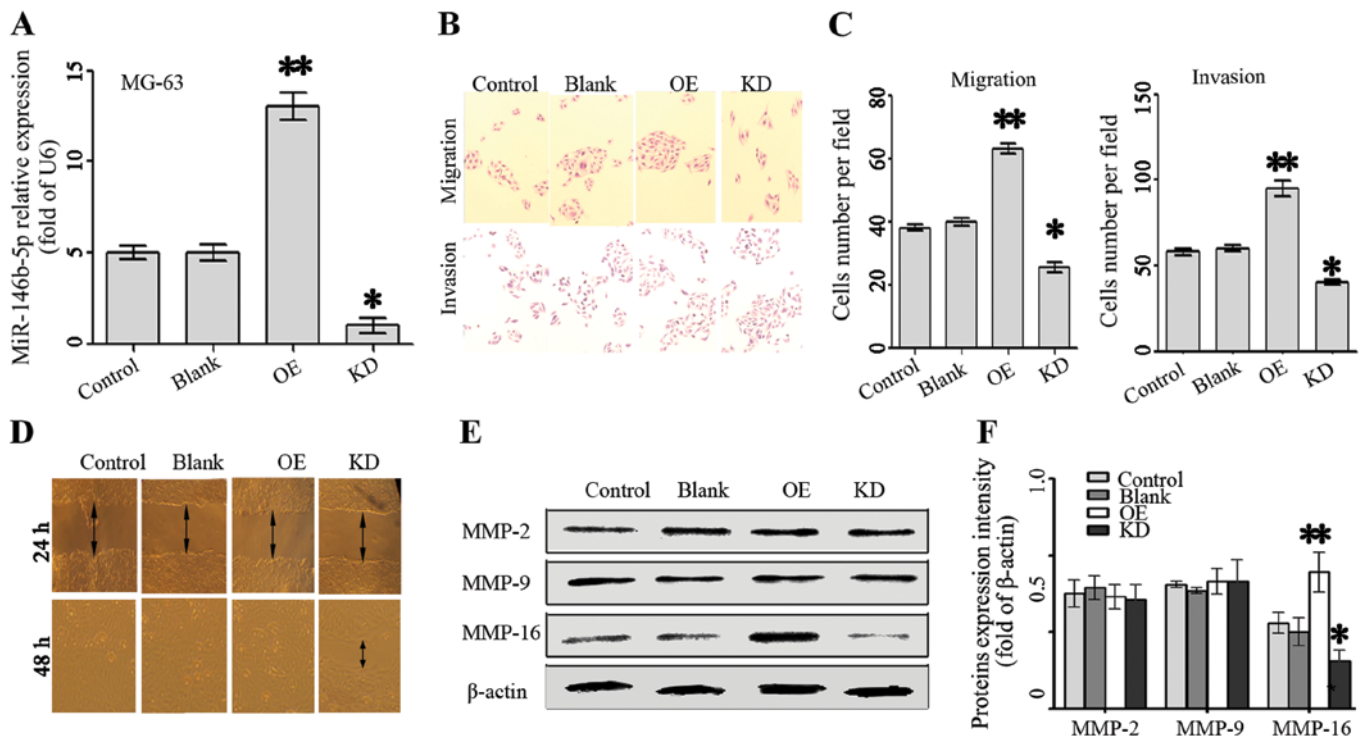 A
MiR-146b-5p relative expression
(fold of U6)
15
10
5
0
MG-63
**
*
Control
Blank
OE
KD
B
Control Blank OE KD
Migration
Invasion
C
Migration
Cells number per field
80
60
40
20
0
**
*
Control
Blank
OE
KD
Invasion
Cells number per field
150
100
50
0
**
*
Control
Blank
OE
KD
D
Control Blank OE KD
24 h
48 h
E
Control Blank OE KD
MMP-2
MMP-9
MMP-16
β-actin
F
Proteins expression intensity
(fold of β-actin)
1.0
0.5
0
Control
Blank
OE
KD
**
*
*
MMP-2 MMP-9 MMP-16